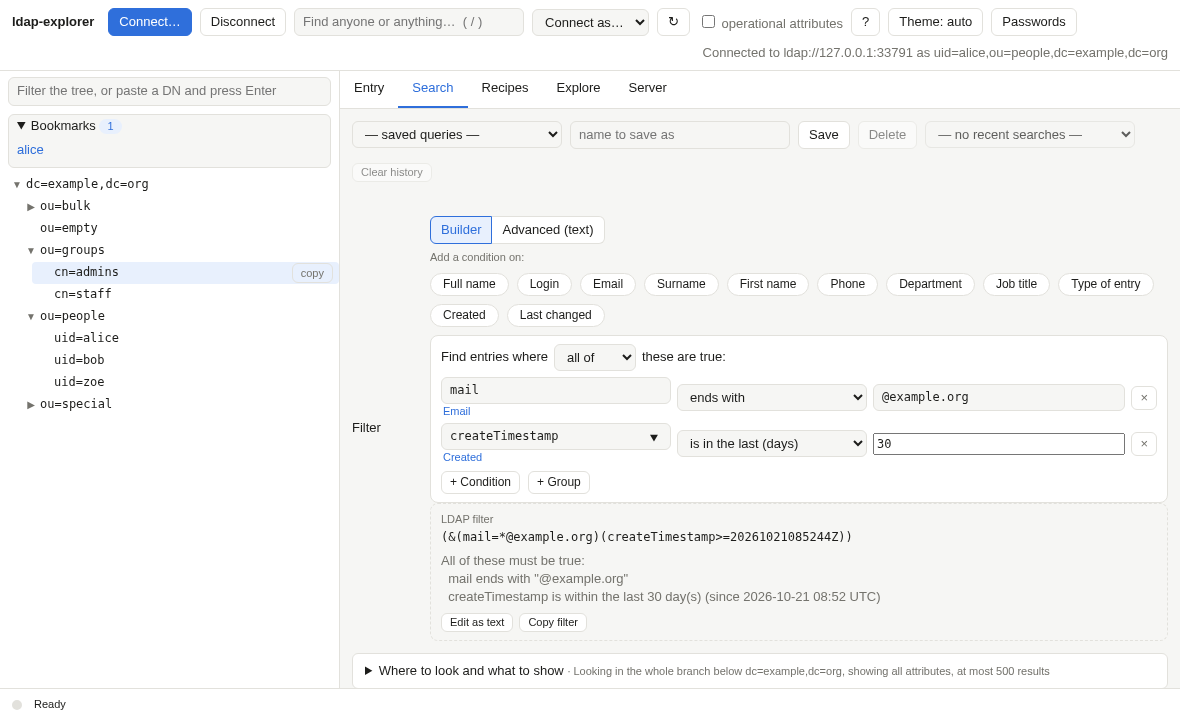 ldap-explorer Connect… Disconnect Find anyone or anything… ( / ) Connect as… ↻ operational attributes ? Theme: auto Passwords
Connected to ldap://127.0.0.1:33791 as uid=alice,ou=people,dc=example,dc=org
Filter the tree, or paste a DN and press Enter
▼ Bookmarks 1
alice
▼ dc=example,dc=org
▶ ou=bulk
ou=empty
▼ ou=groups
cn=admins copy
cn=staff
▼ ou=people
uid=alice
uid=bob
uid=zoe
▶ ou=special
Entry Search Recipes Explore Server
— saved queries — name to save as Save Delete — no recent searches —
Clear history
Filter
Builder Advanced (text)
Add a condition on:
Full name Login Email Surname First name Phone Department Job title Type of entry
Created Last changed
Find entries where all of these are true:
mail ends with @example.org ×
Email
createTimestamp ▼ is in the last (days) 30 ×
Created
+ Condition + Group
LDAP filter
(&(mail=*@example.org)(createTimestamp>=20261021085244Z))
All of these must be true:
mail ends with "@example.org"
createTimestamp is within the last 30 day(s) (since 2026-10-21 08:52 UTC)
Edit as text Copy filter
▶ Where to look and what to show · Looking in the whole branch below dc=example,dc=org, showing all attributes, at most 500 results
Ready